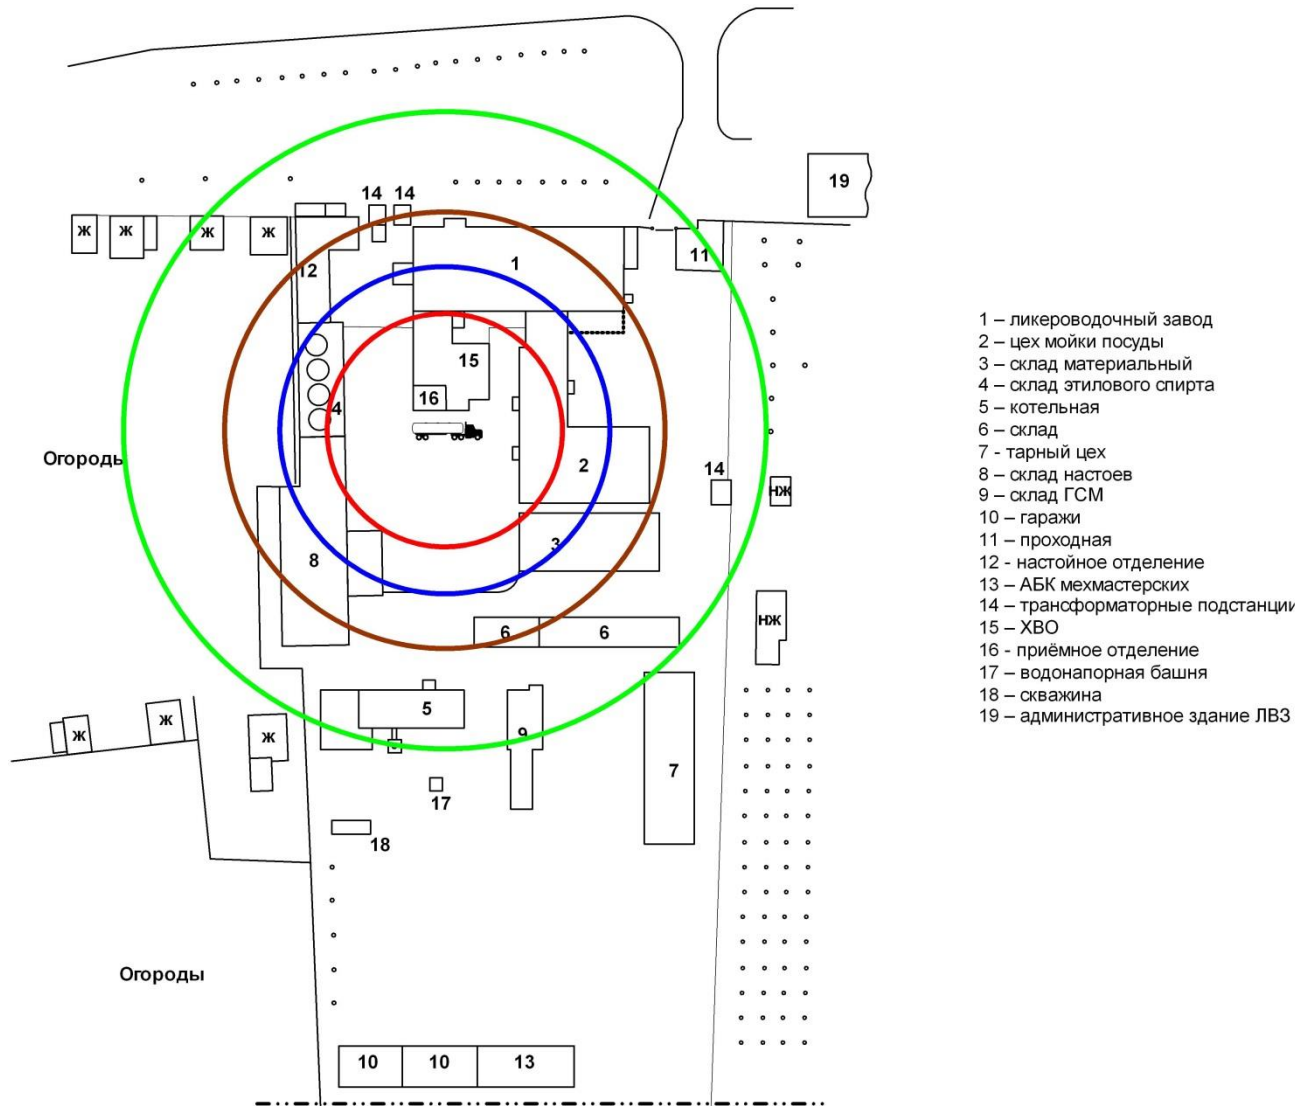 19
14 14
ж ж ж ж
11
1
12
1 – ликероводочный завод
2 – цех мойки посуды
3 – склад материальный
4 – склад этилового спирта
5 – котельная
6 – склад
7 - тарный цех
8 – склад настоев
9 – склад ГСМ
10 – гаражи
11 – проходная
12 - настойное отделение
13 – АБК мехмастерских
14 – трансформаторные подстанции
15 – ХВО
16 - приёмное отделение
17 – водонапорная башня
18 – скважина
19 – административное здание ЛВЗ
15
16
4
Огороды
2
14
нж
3
8
нж
6 6
5
ж ж ж
9
7
17
18
Огороды
10 10 13